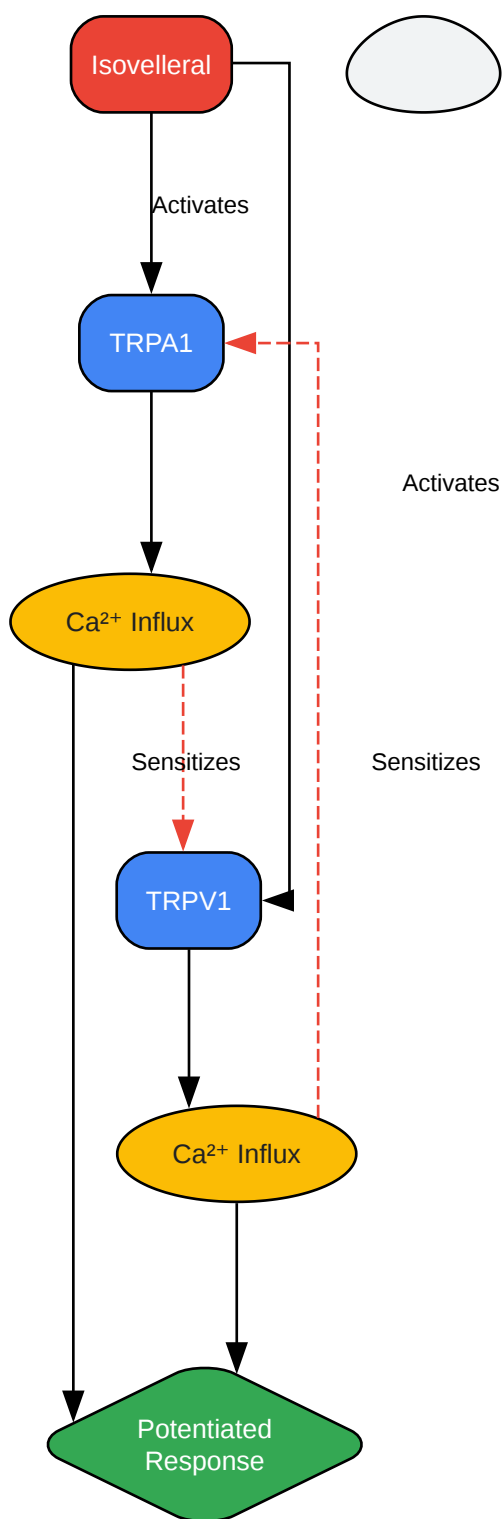 Isovelleral
Activates
TRPA1
Activates
Ca²⁺ Influx
Sensitizes
Sensitizes
TRPV1
Ca²⁺ Influx
Potentiated
Response